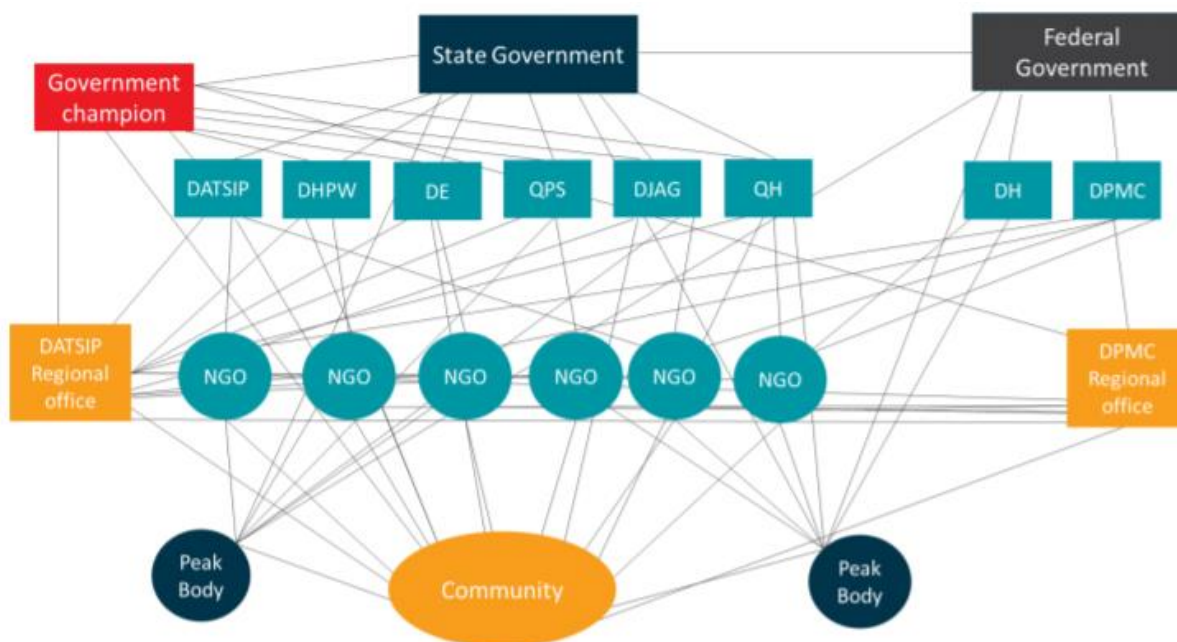 State Government
Federal
Government
Government
champion
DATSIP
DHPW
DE
QPS
DJAG
QH
DH
DPMC
DATSIP
Regional
office
NGO
NGO
NGO
NGO
NGO
NGO
DPMC
Regional
office
Peak
Body
Community
Peak
Body